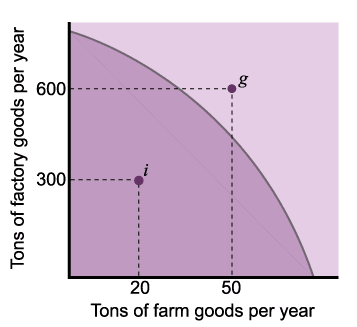 Tons of factory goods per year
600
g
300
i
20
50
Tons of farm goods per year